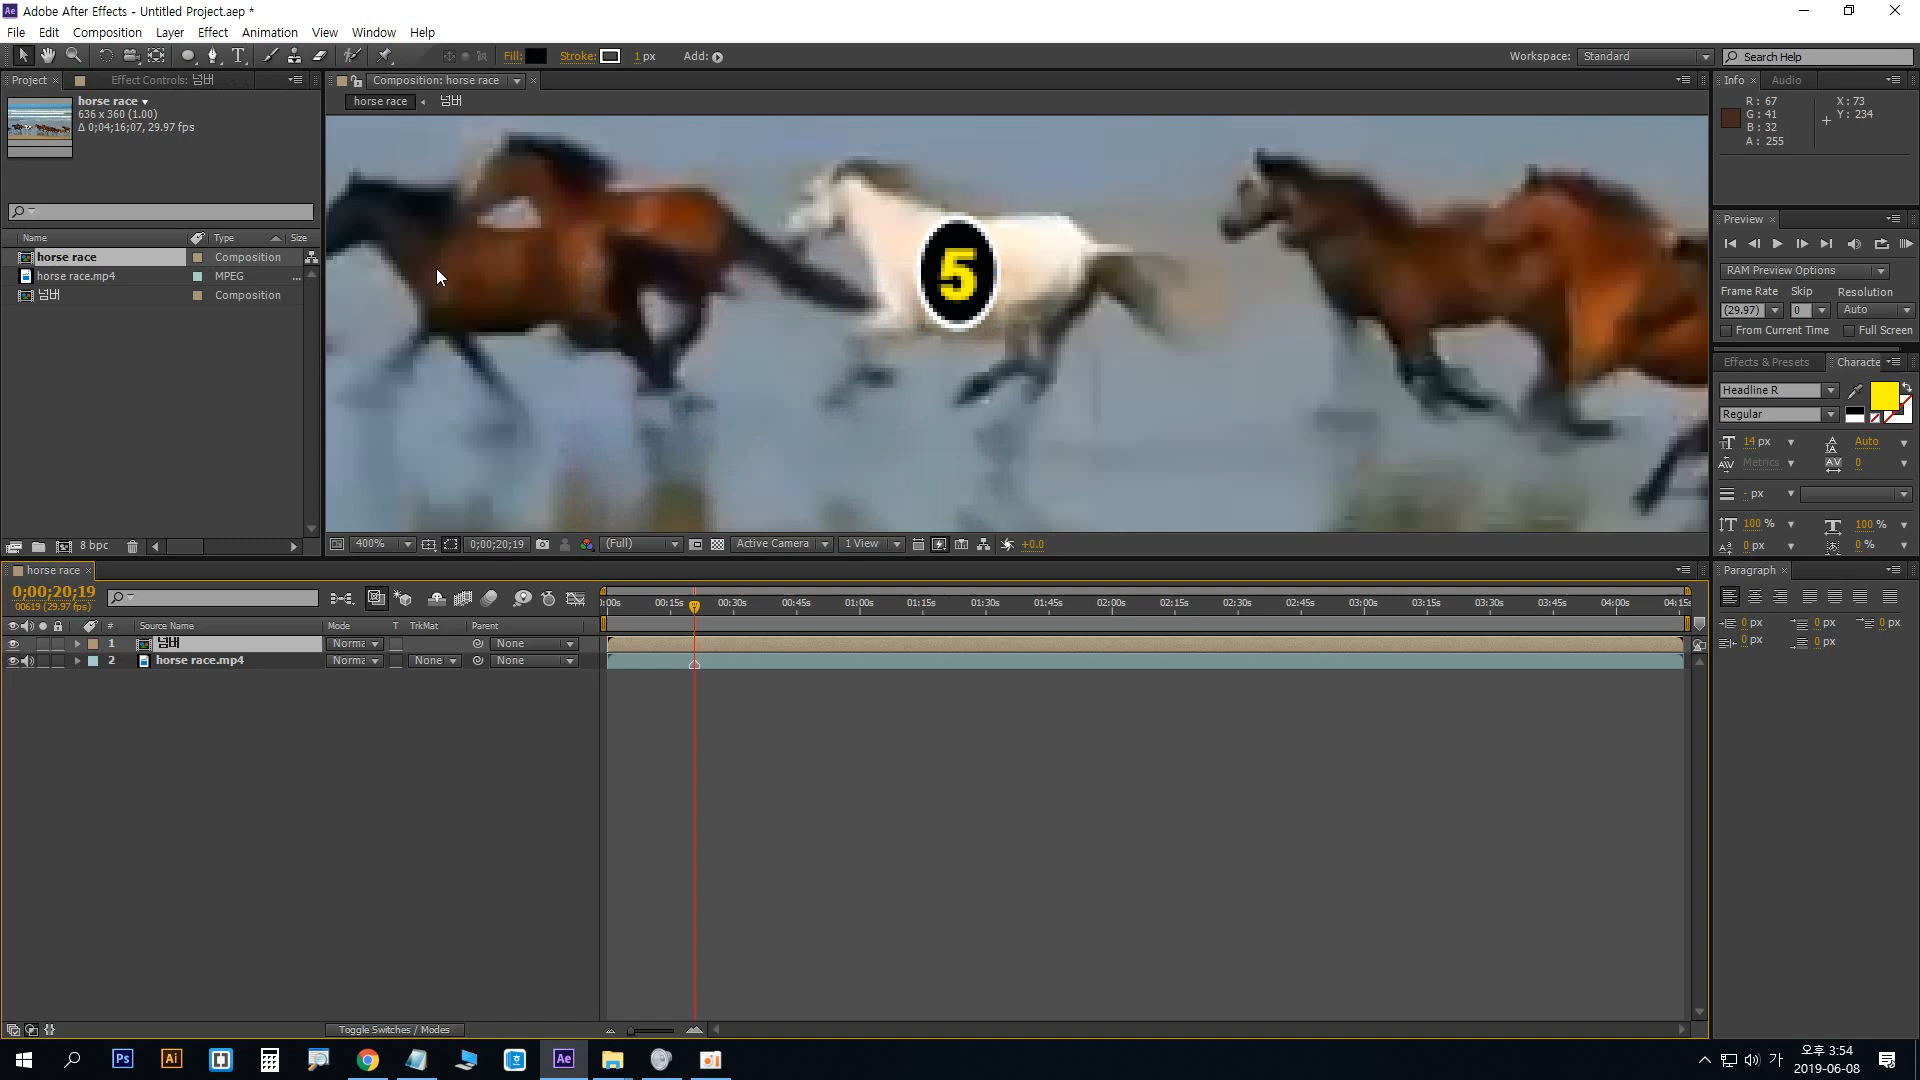 Adobe After Effects - Untitled Project.aep *
File Edit Composition Layer Effect Animation View Window Help
Fill: Stroke: 1 px Add: Workspace: Standard Search Help
Project Effect Controls: 넘버
Composition: horse race
Info Audio
horse race
636 x 360 (1.00)
Δ 0;04;16;07, 29.97 fps
horse race 넘버
R : 67 X : 73
G : 41 Y : 234
B : 32
A : 255
Name Type Size
horse race Composition
horse race.mp4 MPEG ...
넘버 Composition
5
Preview
RAM Preview Options
Frame Rate Skip Resolution
(29.97) 0 Auto
From Current Time Full Screen
Effects & Presets Characte
Headline R
Regular
14 px Auto
Metrics 0
- px
100 % 100 %
0 px 0 %
8 bpc
400% 0;00;20;19 (Full) Active Camera 1 View +0.0
horse race
Paragraph
0;00;20;19
00619 (29.97 fps)
:00s 00:15s 00:30s 00:45s 01:00s 01:15s 01:30s 01:45s 02:00s 02:15s 02:30s 02:45s 03:00s 03:15s 03:30s 03:45s 04:00s 04:15s
# Source Name Mode T TrkMat Parent
1 넘버 Norma None
2 horse race.mp4 Norma None None
0 px 0 px 0 px
0 px 0 px
Toggle Switches / Modes
Ps Ai Ae
가 오후 3:54
2019-06-08